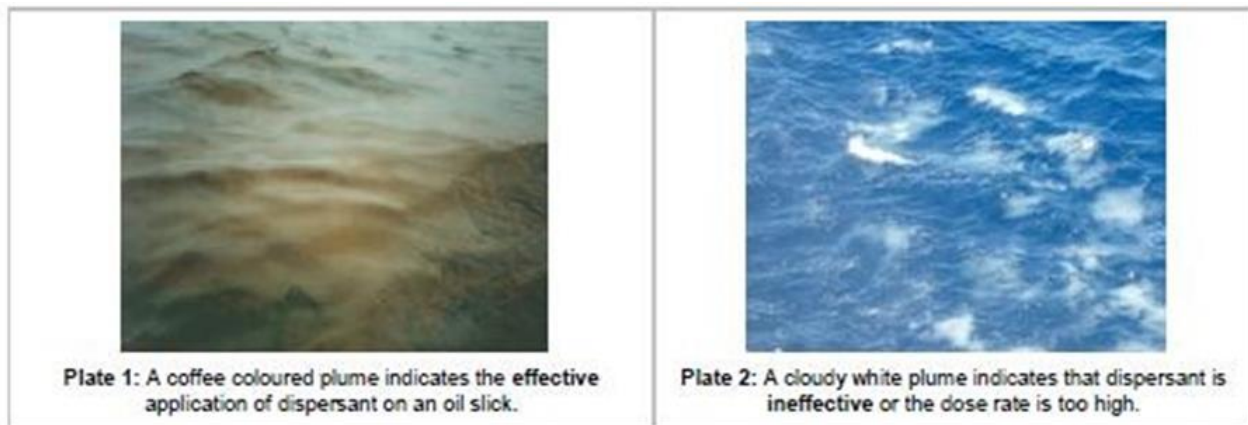 Plate 1: A coffee coloured plume indicates the effective
application of dispersant on an oil slick.
Plate 2: A cloudy white plume indicates that dispersant is
ineffective or the dose rate is too high.